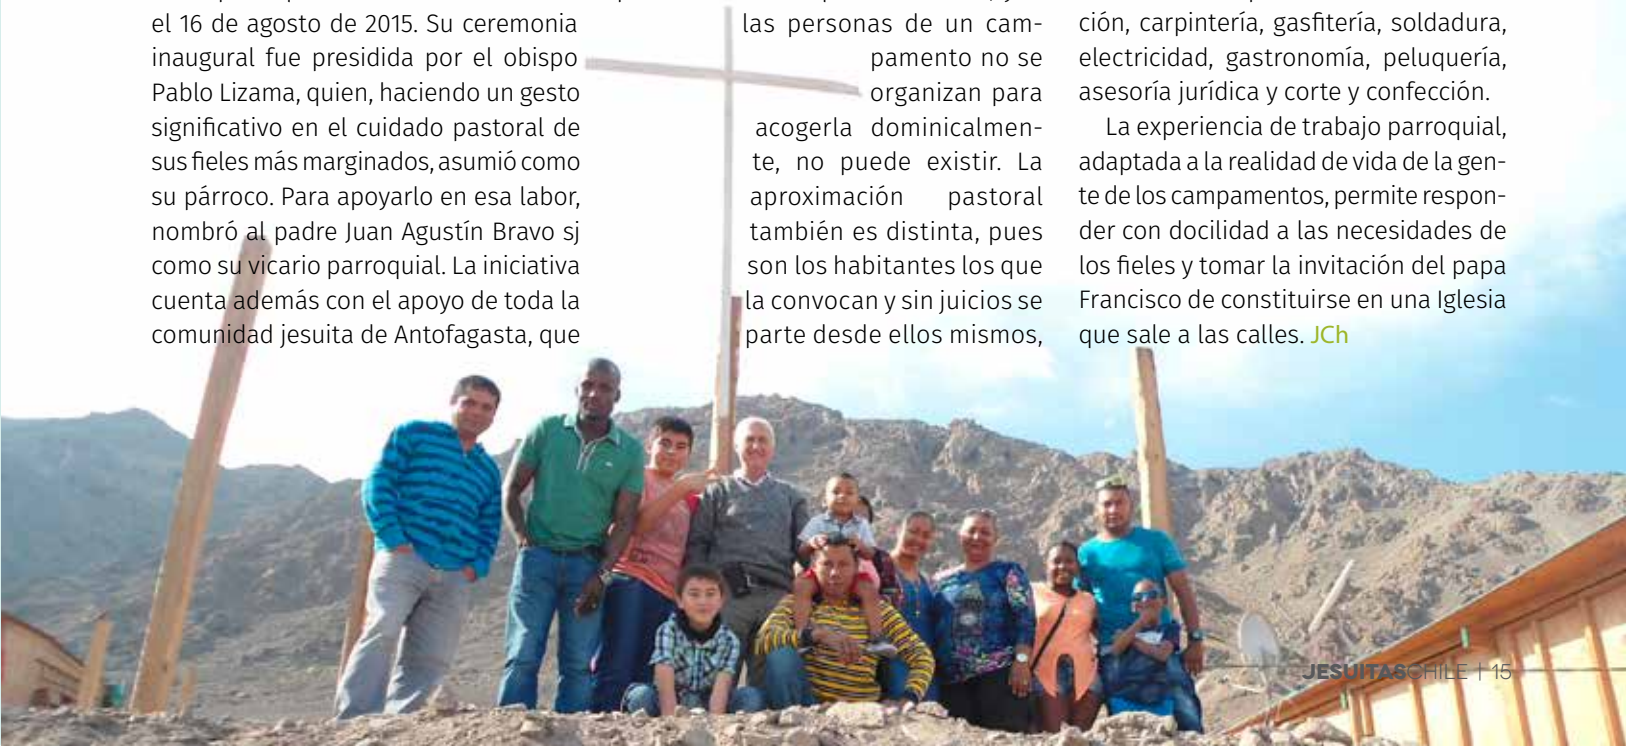 el 16 de agosto de 2015. Su ceremonia
inaugural fue presidida por el obispo
Pablo Lizama, quien, haciendo un gesto
significativo en el cuidado pastoral de
sus fieles más marginados, asumió como
su párroco. Para apoyarlo en esa labor,
nombró al padre Juan Agustín Bravo sj
como su vicario parroquial. La iniciativa
cuenta además con el apoyo de toda la
comunidad jesuita de Antofagasta, que
las personas de un cam-
pamento no se
organizan para
acogerla dominicalmen-
te, no puede existir. La
aproximación pastoral
también es distinta, pues
son los habitantes los que
la convocan y sin juicios se
parte desde ellos mismos,
ción, carpintería, gasfitería, soldadura,
electricidad, gastronomía, peluquería,
asesoría jurídica y corte y confección.
La experiencia de trabajo parroquial,
adaptada a la realidad de vida de la gen-
te de los campamentos, permite respon-
der con docilidad a las necesidades de
los fieles y tomar la invitación del papa
Francisco de constituirse en una Iglesia
que sale a las calles. JCh
JESUITASCHILE | 15